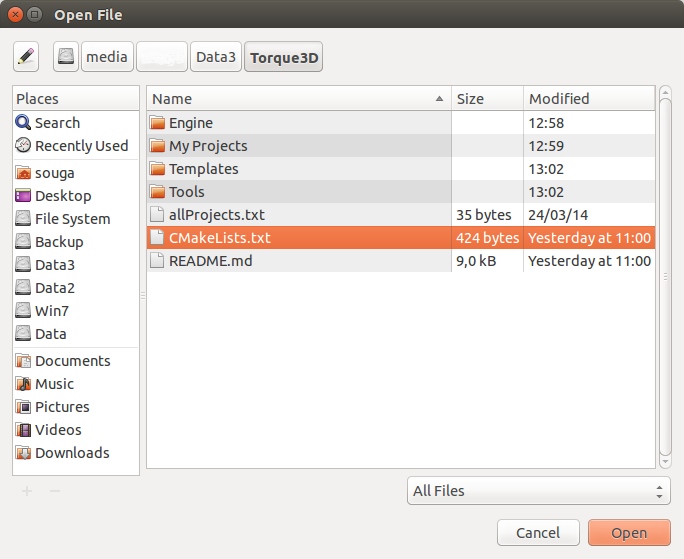 Open File
media Data3 Torque3D
Places
Search
Recently Used
souga
Desktop
File System
Backup
Data3
Data2
Win7
Data
Documents
Music
Pictures
Videos
Downloads
Name Size Modified
Engine 12:58
My Projects 12:59
Templates 13:02
Tools 13:02
allProjects.txt 35 bytes 24/03/14
CMakeLists.txt 424 bytes Yesterday at 11:00
README.md 9,0 kB Yesterday at 11:00
All Files
Cancel Open